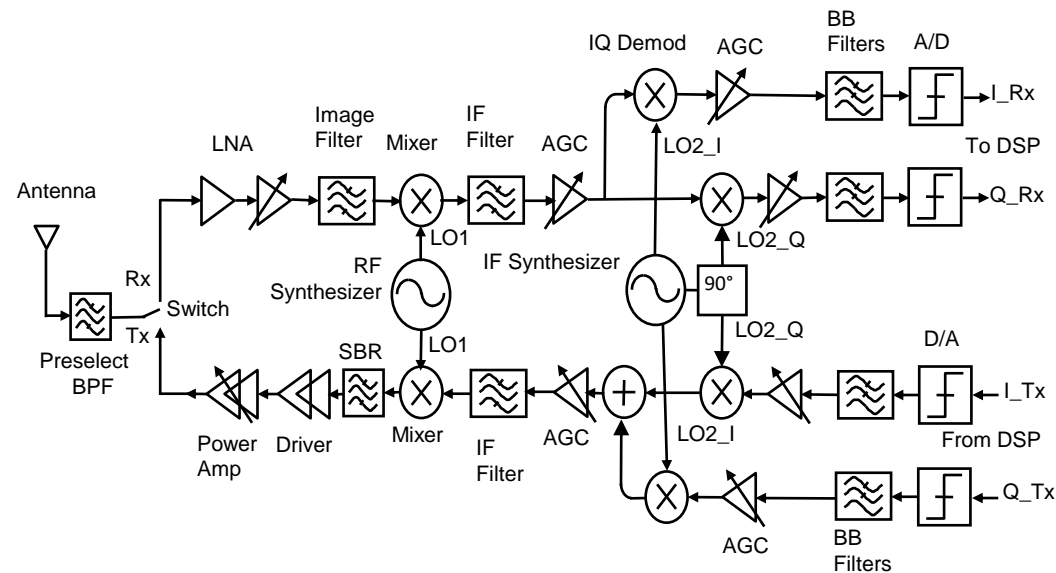 BB
Filters
A/D
IQ Demod
AGC
I_Rx
Image
Filter
IF
Filter
LNA
Mixer
AGC
LO2_I
To DSP
Antenna
Q_Rx
LO1
LO2_Q
RF
Synthesizer
IF Synthesizer
90°
Rx
Switch
Tx
LO1
LO2_Q
D/A
Preselect
BPF
SBR
I_Tx
Power
Amp
Driver
Mixer
IF
Filter
AGC
LO2_I
From DSP
Q_Tx
AGC
BB
Filters